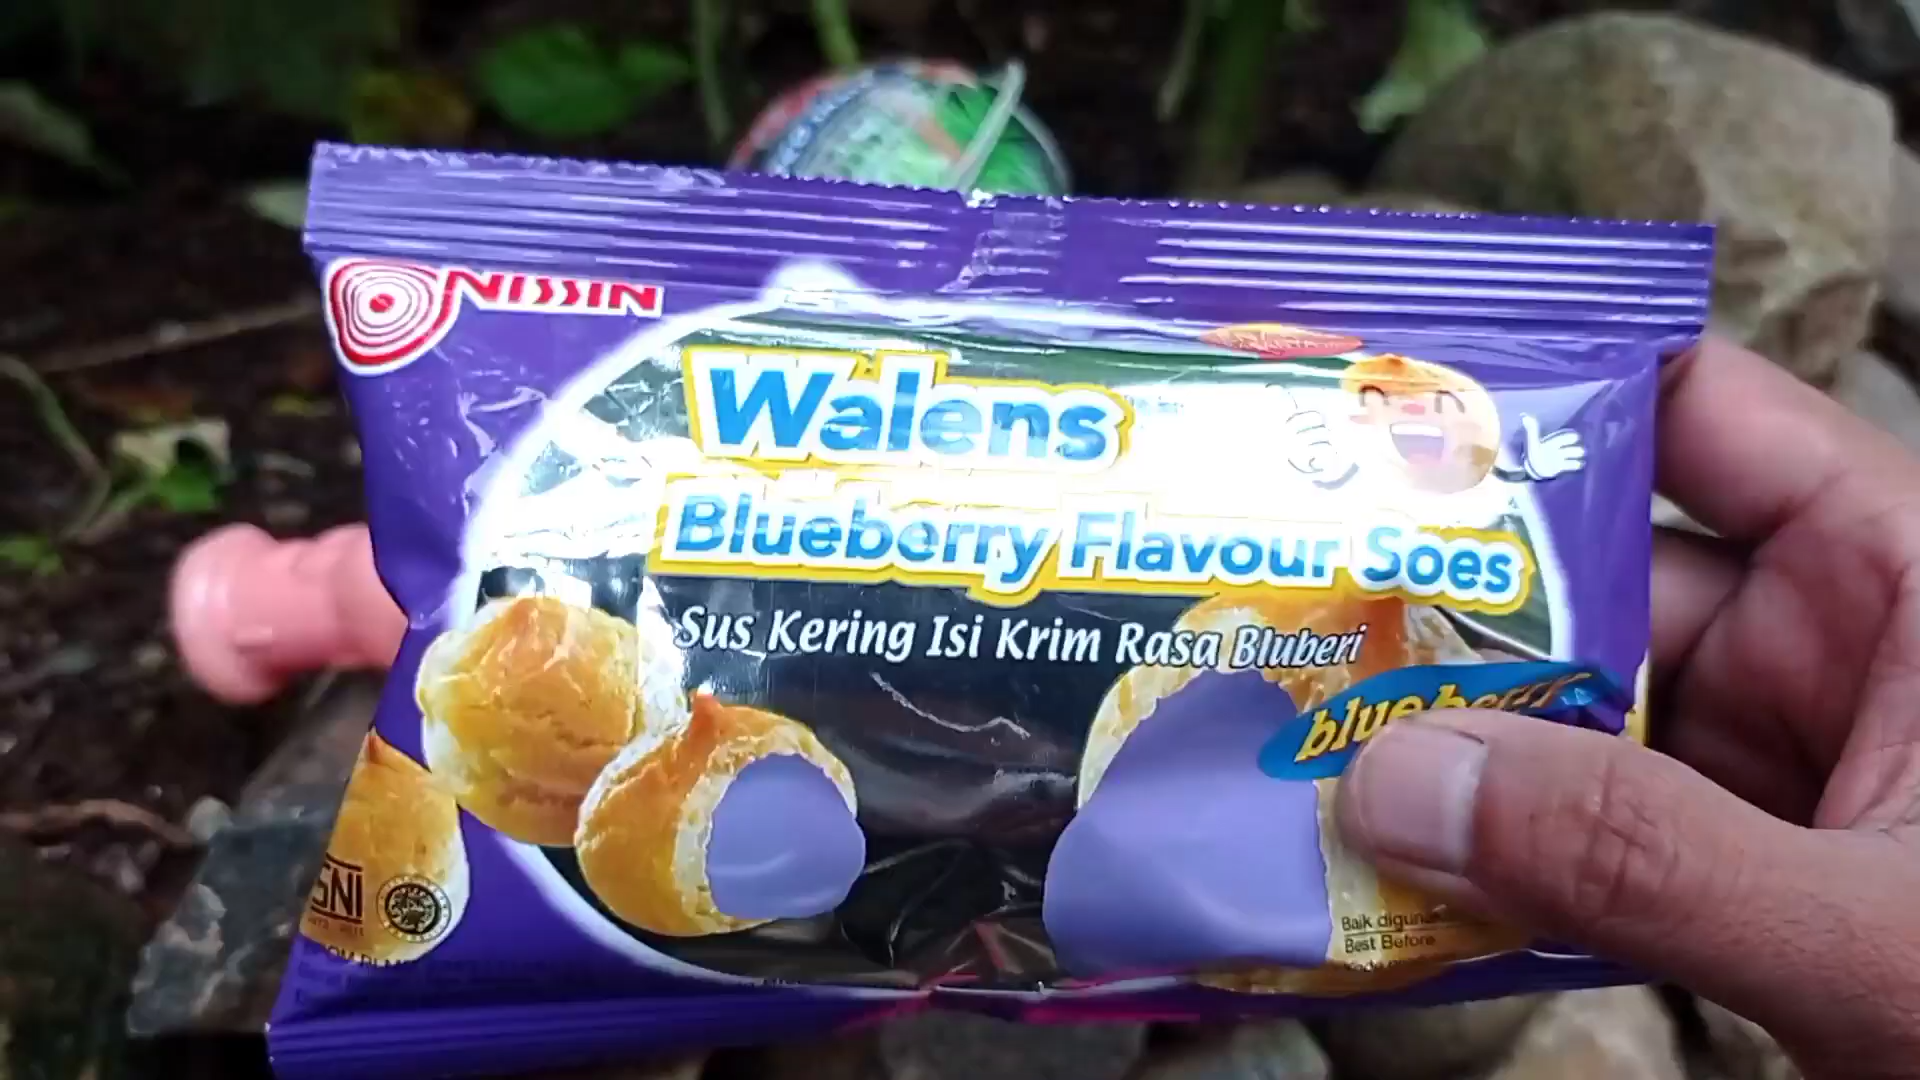 NISSIN
Walens
Blueberry Flavour Soes
Sus Kering Isi Krim Rasa Bluberi
SNI
Best Before